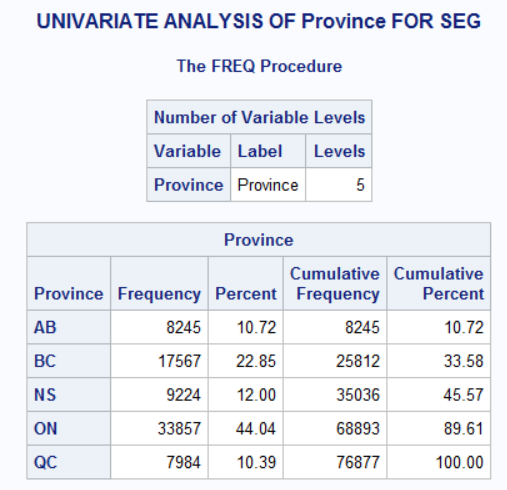 UNIVARIATE ANALYSIS OF Province FOR SEG
The FREQ Procedure
Number of Variable Levels
Variable Label Levels
Province Province 5
Province
Province Frequency Percent Cumulative Frequency Cumulative Percent
AB 8245 10.72 8245 10.72
BC 17567 22.85 25812 33.58
NS 9224 12.00 35036 45.57
ON 33857 44.04 68893 89.61
QC 7984 10.39 76877 100.00